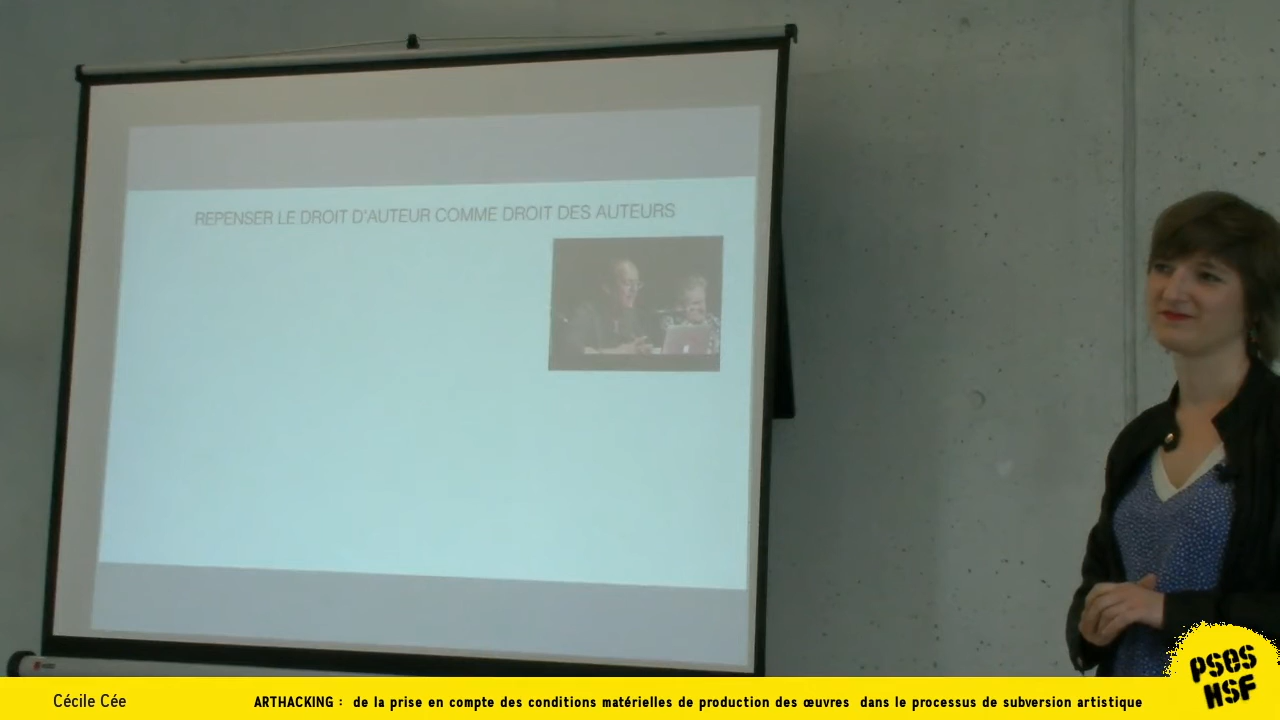 REPENSER LE DROIT D'AUTEUR COMME DROIT DES AUTEURS
PSES
HSF
Cécile Cée
ARTHACKING : de la prise en compte des conditions matérielles de production des œuvres dans le processus de subversion artistique